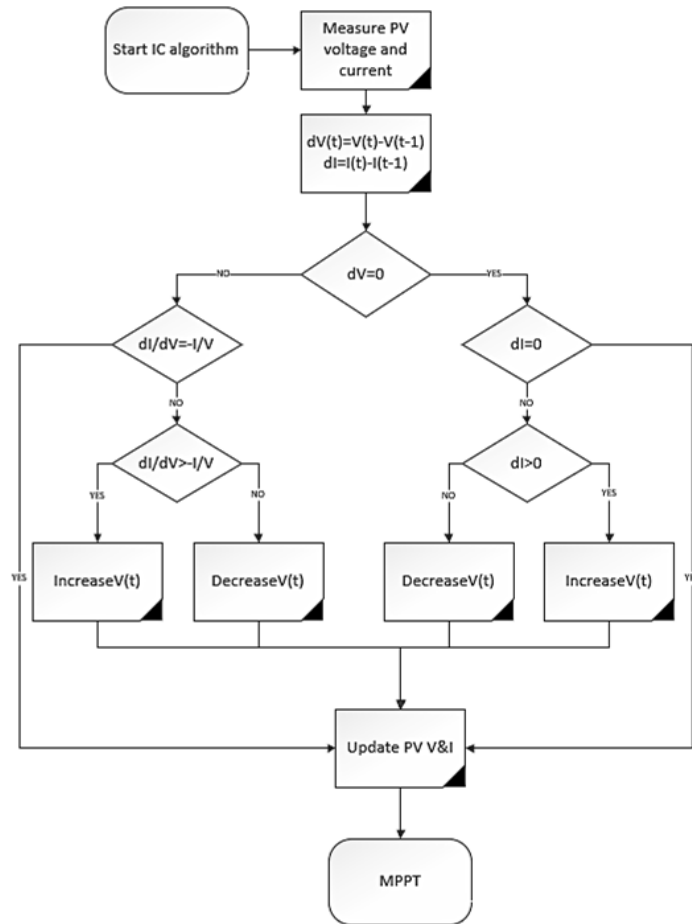 Start IC algorithm
Measure PV
voltage and
current
dV(t)=V(t)-V(t-1)
dI=I(t)-I(t-1)
dV=0
NO
YES
dI/dV=-I/V
dI=0
NO
NO
dI/dV>-I/V
dI>0
YES
NO
NO
YES
IncreaseV(t)
DecreaseV(t)
DecreaseV(t)
IncreaseV(t)
YES
Update PV V&I
MPPT